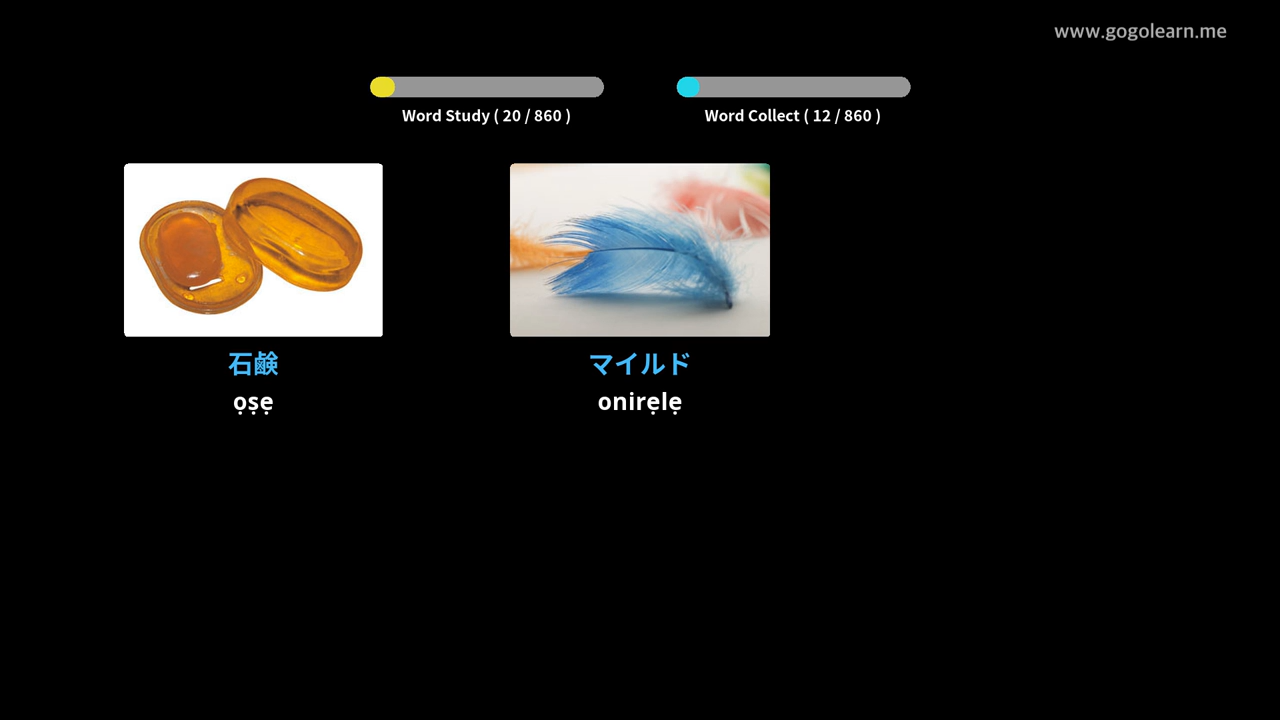 www.gogolearn.me
Word Study ( 20 / 860 )
Word Collect ( 12 / 860 )
石鹸
ọṣẹ
マイルド
onirẹlẹ